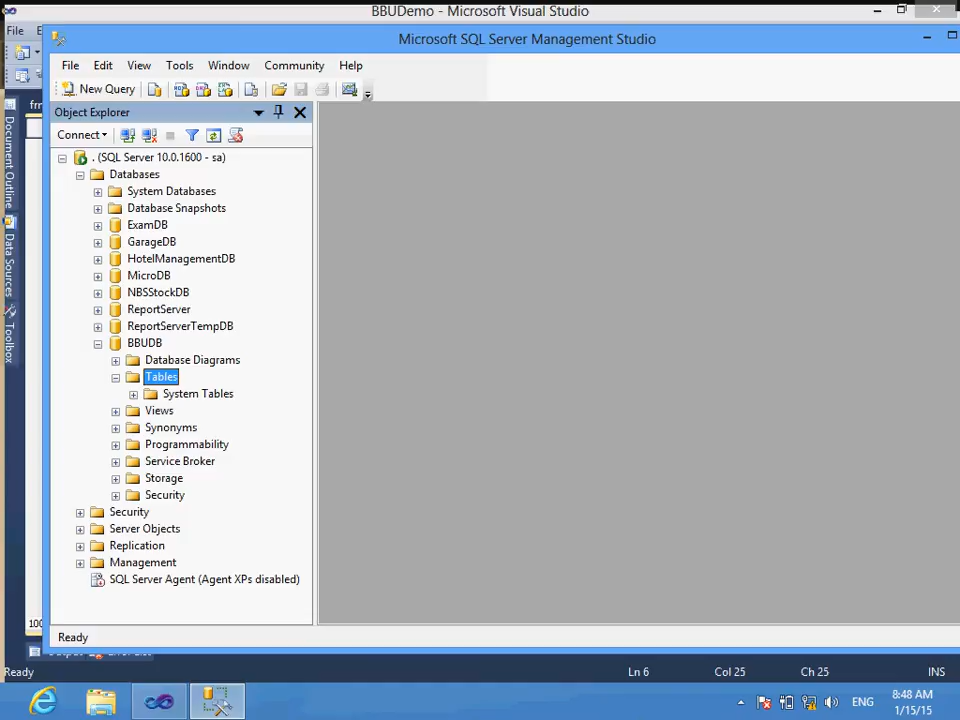 BBUDemo - Microsoft Visual Studio
File
Microsoft SQL Server Management Studio
File Edit View Tools Window Community Help
New Query
Object Explorer
Connect
. (SQL Server 10.0.1600 - sa)
Databases
System Databases
Database Snapshots
ExamDB
GarageDB
HotelManagementDB
MicroDB
NBSStockDB
ReportServer
ReportServerTempDB
BBUDB
Database Diagrams
Tables
System Tables
Views
Synonyms
Programmability
Service Broker
Storage
Security
Security
Server Objects
Replication
Management
SQL Server Agent (Agent XPs disabled)
Ready
Document Outline
Data Sources
Toolbox
Ready Ln 6 Col 25 Ch 25 INS
ENG
8:48 AM
1/15/15